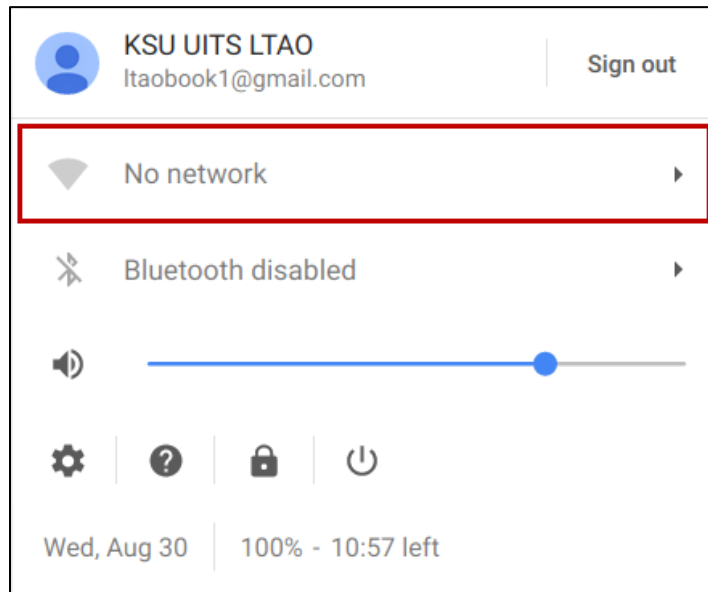 KSU UITS LTAO
ltaobook1@gmail.com
Sign out
No network
Bluetooth disabled
Wed, Aug 30
100% - 10:57 left